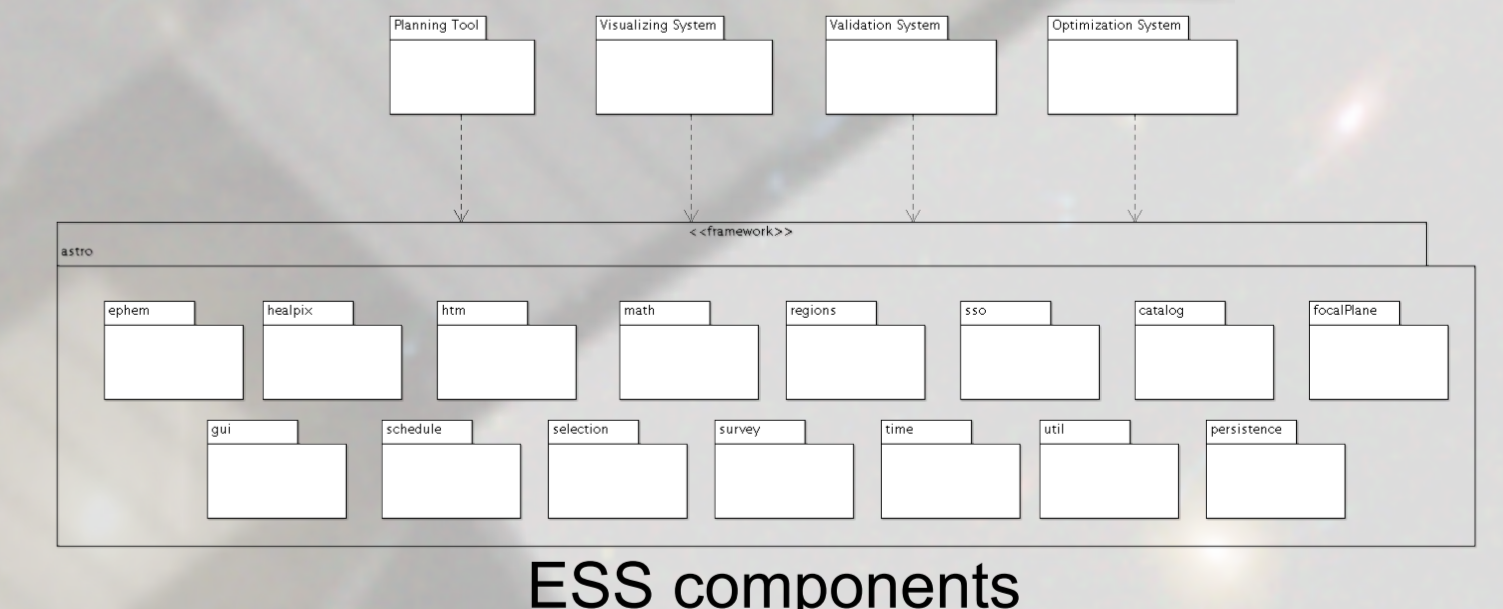 Planning Tool
Visualizing System
Validation System
Optimization System
<<framework>>
astro
ephem
healpix
htm
math
regions
sso
catalog
focalPlane
gui
schedule
selection
survey
time
util
persistence
ESS components